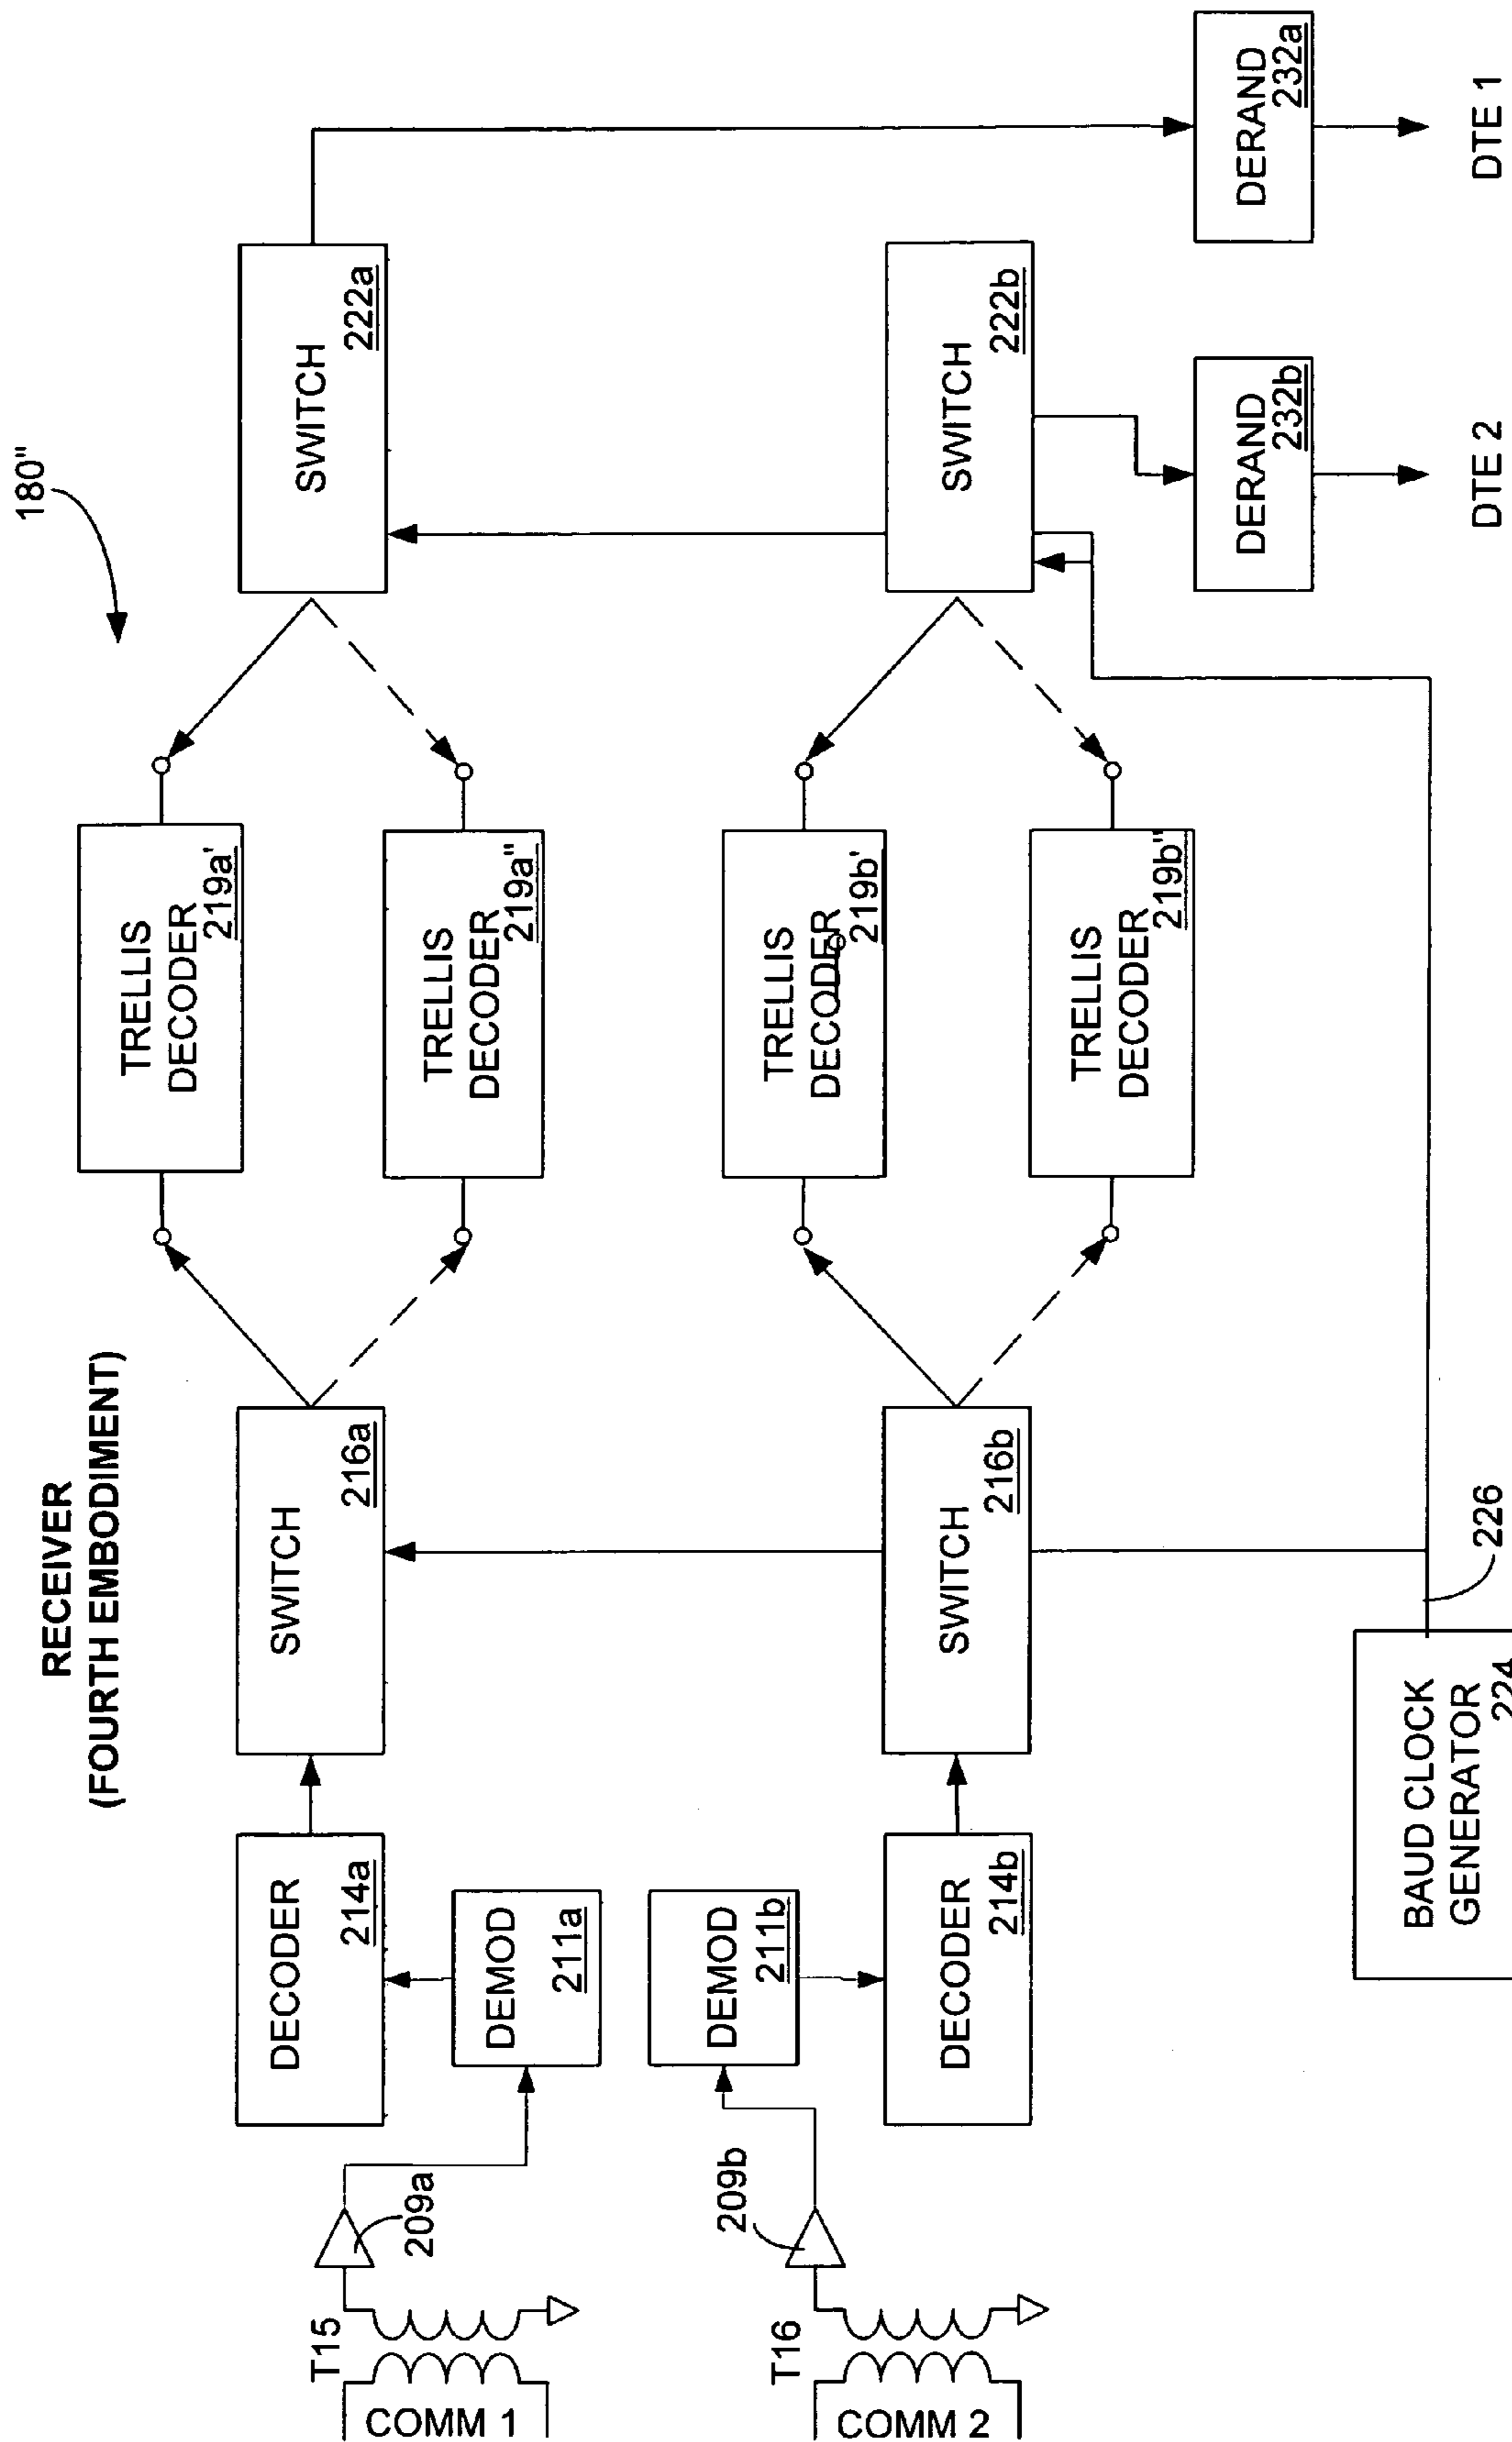 RECEIVER
(FOURTH EMBODIMENT)
180"
COMM 1
T15
209a
DEMOD
211a
DECODER
214a
SWITCH
216a
TRELLIS
DECODER
219a'
TRELLIS
DECODER
219a"
SWITCH
222a
COMM 2
T16
209b
DEMOD
211b
DECODER
214b
SWITCH
216b
TRELLIS
DECODER
219b'
TRELLIS
DECODER
219b"
SWITCH
222b
BAUD CLOCK
GENERATOR
224
226
DERAND
232b
DERAND
232a
DTE 2
DTE 1